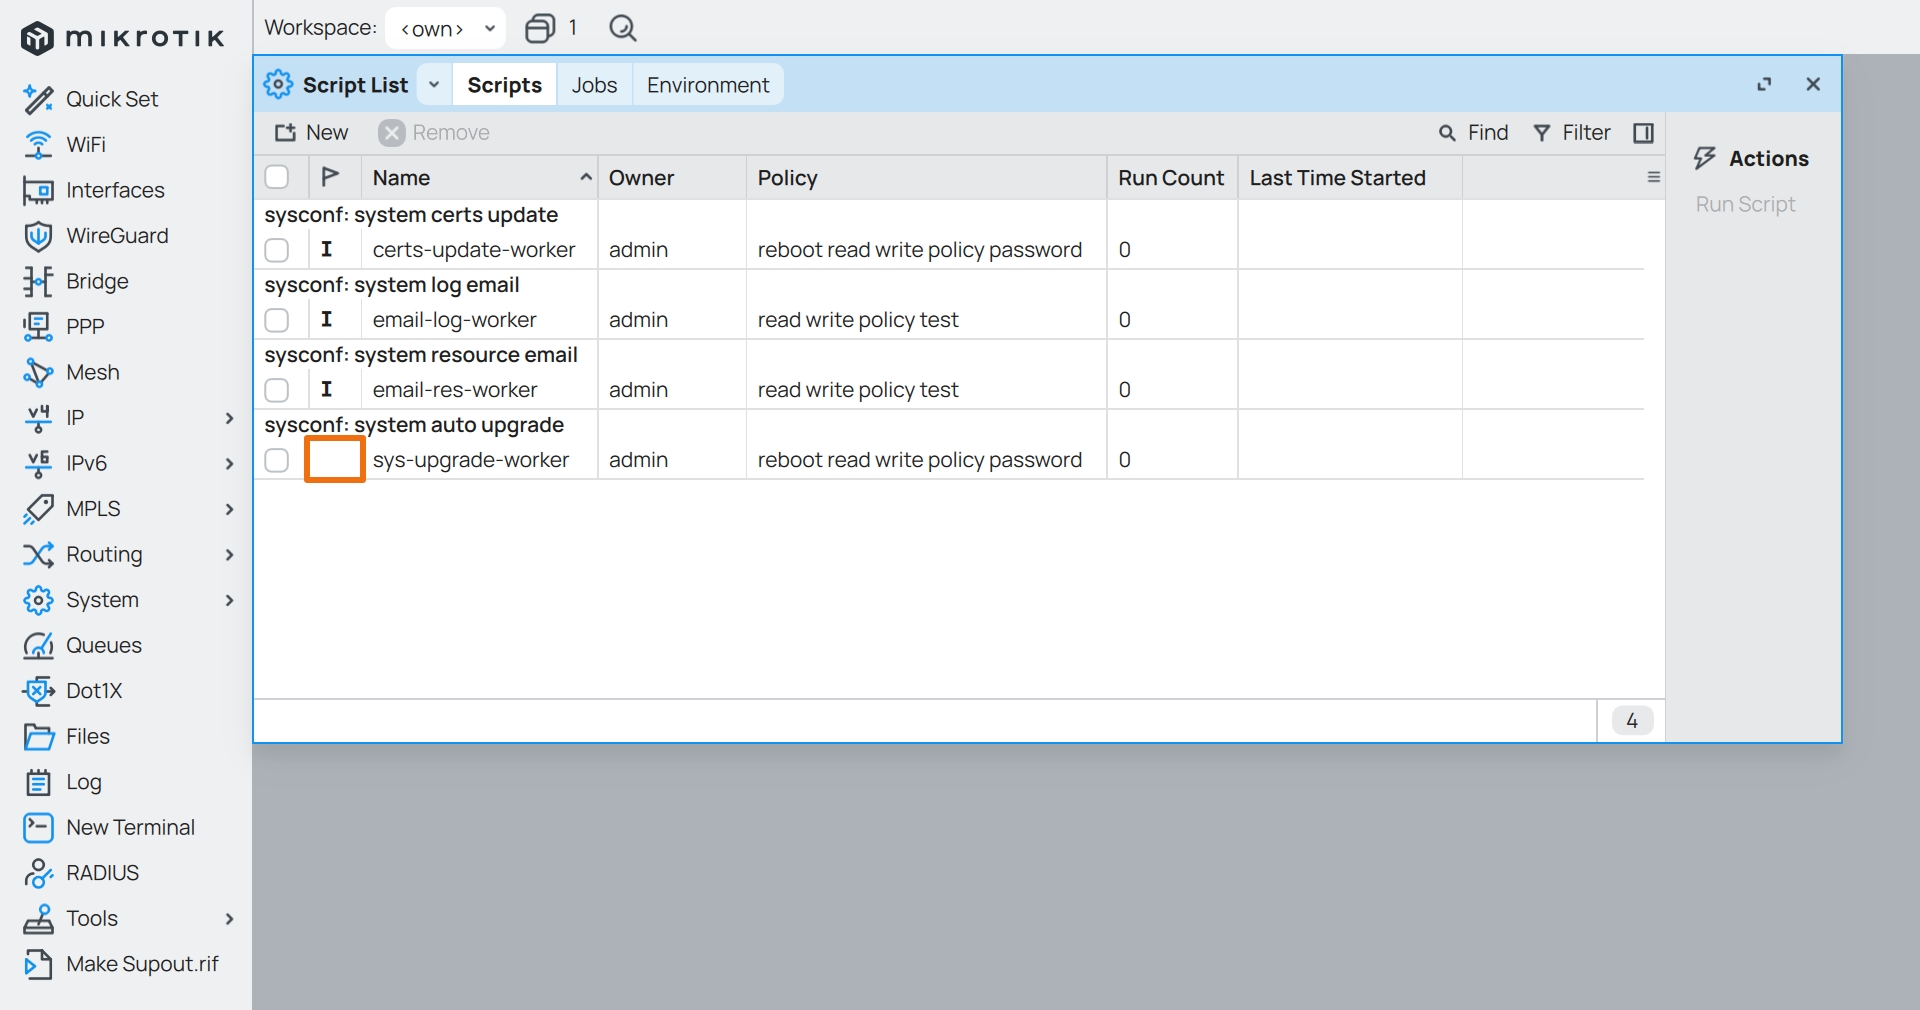 mikrotik
Workspace: <own> 1
Quick Set
WiFi
Interfaces
WireGuard
Bridge
PPP
Mesh
IP
IPv6
MPLS
Routing
System
Queues
Dot1X
Files
Log
New Terminal
RADIUS
Tools
Make Supout.rif
Script List Scripts Jobs Environment
New Remove Find Filter
Name Owner Policy Run Count Last Time Started
sysconf: system certs update
I certs-update-worker admin reboot read write policy password 0
sysconf: system log email
I email-log-worker admin read write policy test 0
sysconf: system resource email
I email-res-worker admin read write policy test 0
sysconf: system auto upgrade
sys-upgrade-worker admin reboot read write policy password 0
4
Actions
Run Script